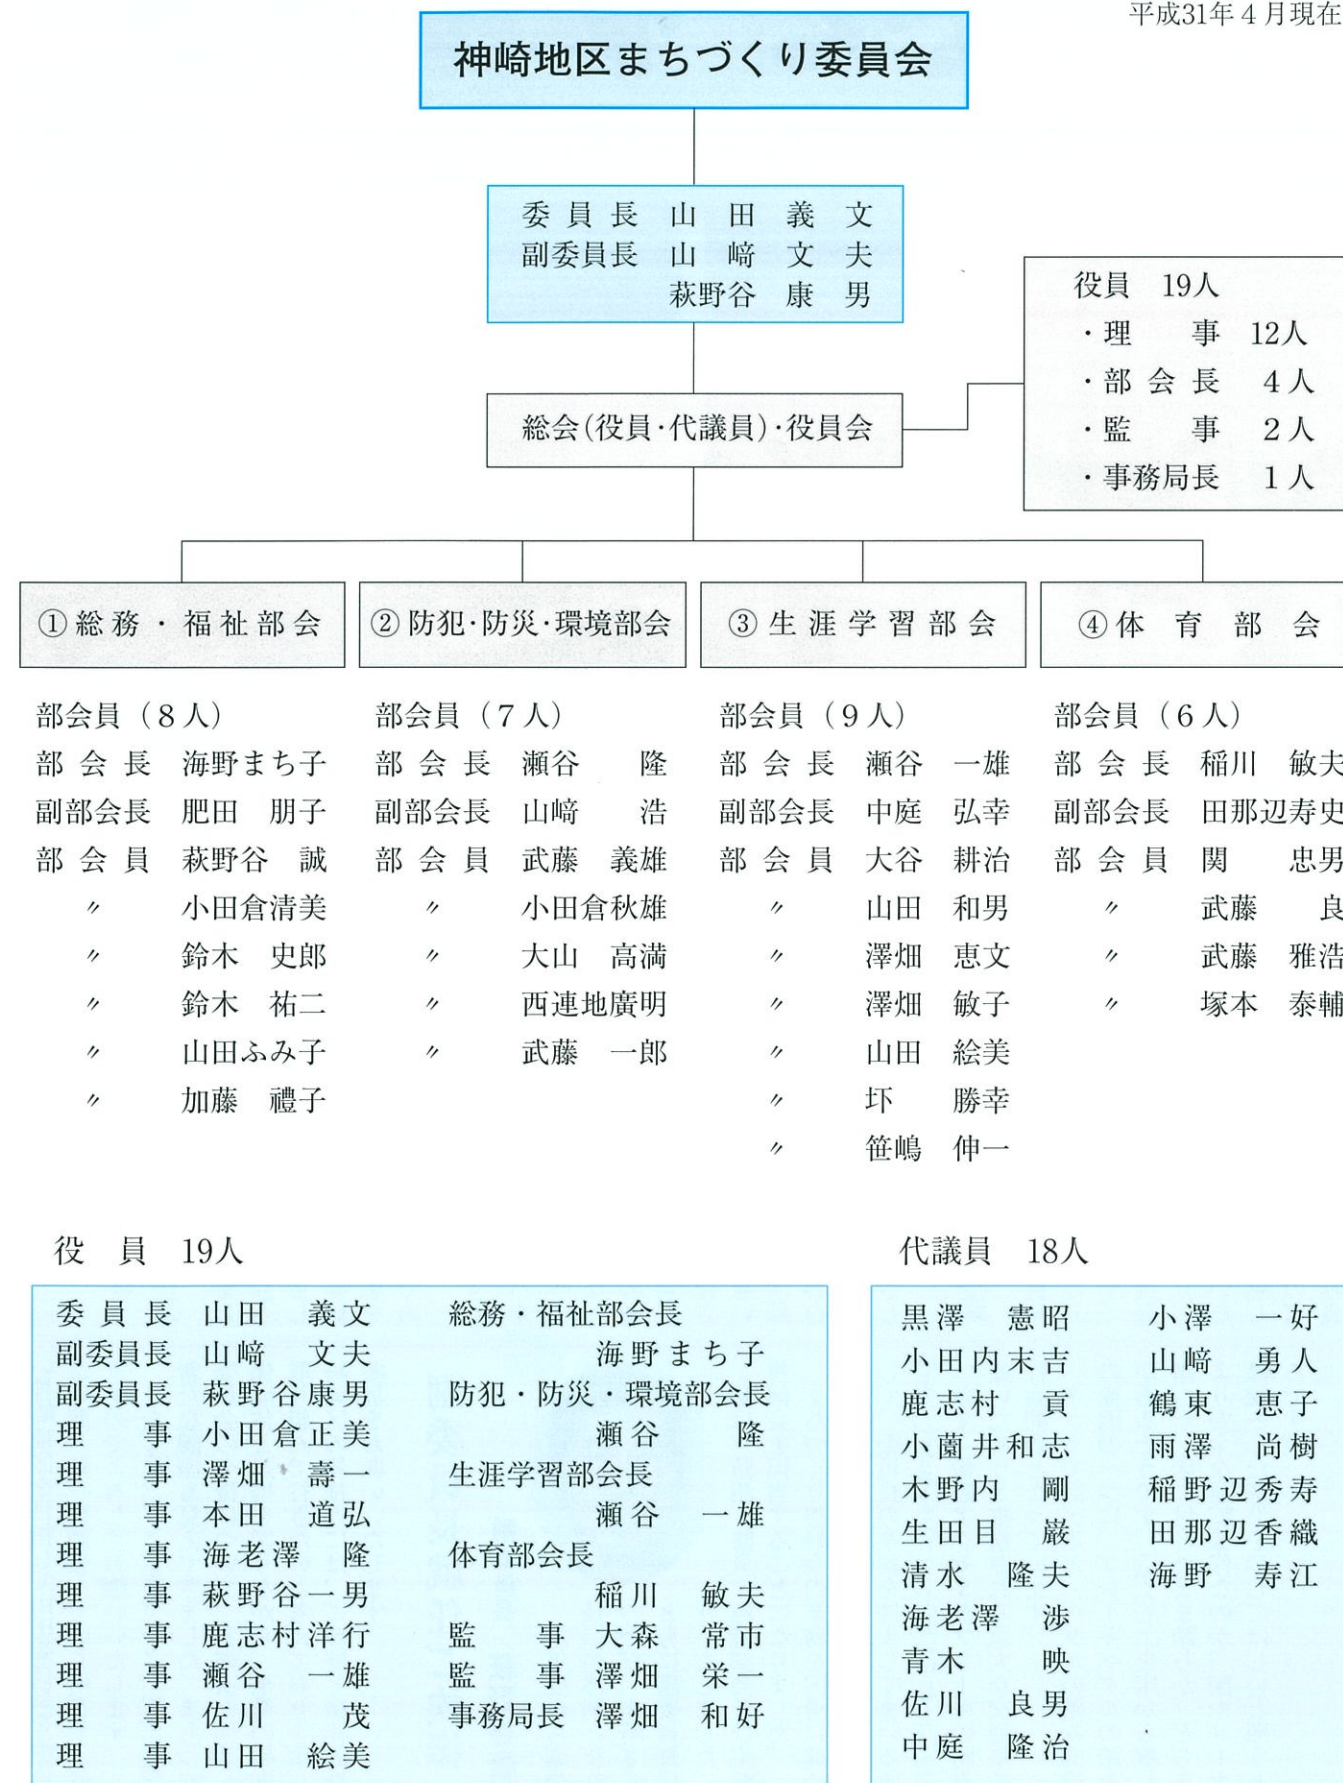 平成31年4月現在
神崎地区まちづくり委員会
委員長 山田義文
副委員長 山﨑文夫
萩野谷康男
役員 19人
・理事 12人
・部会長 4人
・監事 2人
・事務局長 1人
総会(役員・代議員)・役員会
①総務・福祉部会
部会員（8人）
部会長 海野まち子
副部会長 肥田 朋子
部会員 萩野谷 誠
〃 小田倉清美
〃 鈴木 史郎
〃 鈴木 祐二
〃 山田ふみ子
〃 加藤 禮子
②防犯・防災・環境部会
部会員（7人）
部会長 瀬谷 隆
副部会長 山﨑 浩
部会員 武藤 義雄
〃 小田倉秋雄
〃 大山 高満
〃 西連地廣明
〃 武藤 一郎
③生涯学習部会
部会員（9人）
部会長 瀬谷 一雄
副部会長 中庭 弘幸
部会員 大谷 耕治
〃 山田 和男
〃 澤畑 恵文
〃 澤畑 敏子
〃 山田 絵美
〃 圷 勝幸
〃 笹嶋 伸一
④体育部会
部会員（6人）
部会長 稲川 敏夫
副部会長 田那辺寿史
部会員 関 忠男
〃 武藤 良
〃 武藤 雅浩
〃 塚本 泰輔
役員 19人
委員長 山田 義文
副委員長 山﨑 文夫
副委員長 萩野谷康男
理事 小田倉正美
理事 澤畑 壽一
理事 本田 道弘
理事 海老澤 隆
理事 萩野谷一男
理事 鹿志村洋行
理事 瀬谷 一雄
理事 佐川 茂
理事 山田 絵美
総務・福祉部会長
海野まち子
防犯・防災・環境部会長
瀬谷 隆
生涯学習部会長
瀬谷 一雄
体育部会長
稲川 敏夫
監事 大森 常市
監事 澤畑 栄一
事務局長 澤畑 和好
代議員 18人
黒澤 憲昭
小田内末吉
鹿志村 貢
小薗井和志
木野内 剛
生田目 巌
清水 隆夫
海老澤 渉
青木 映
佐川 良男
中庭 隆治
小澤 一好
山﨑 勇人
鶴東 恵子
雨澤 尚樹
稲野辺秀寿
田那辺香織
海野 寿江